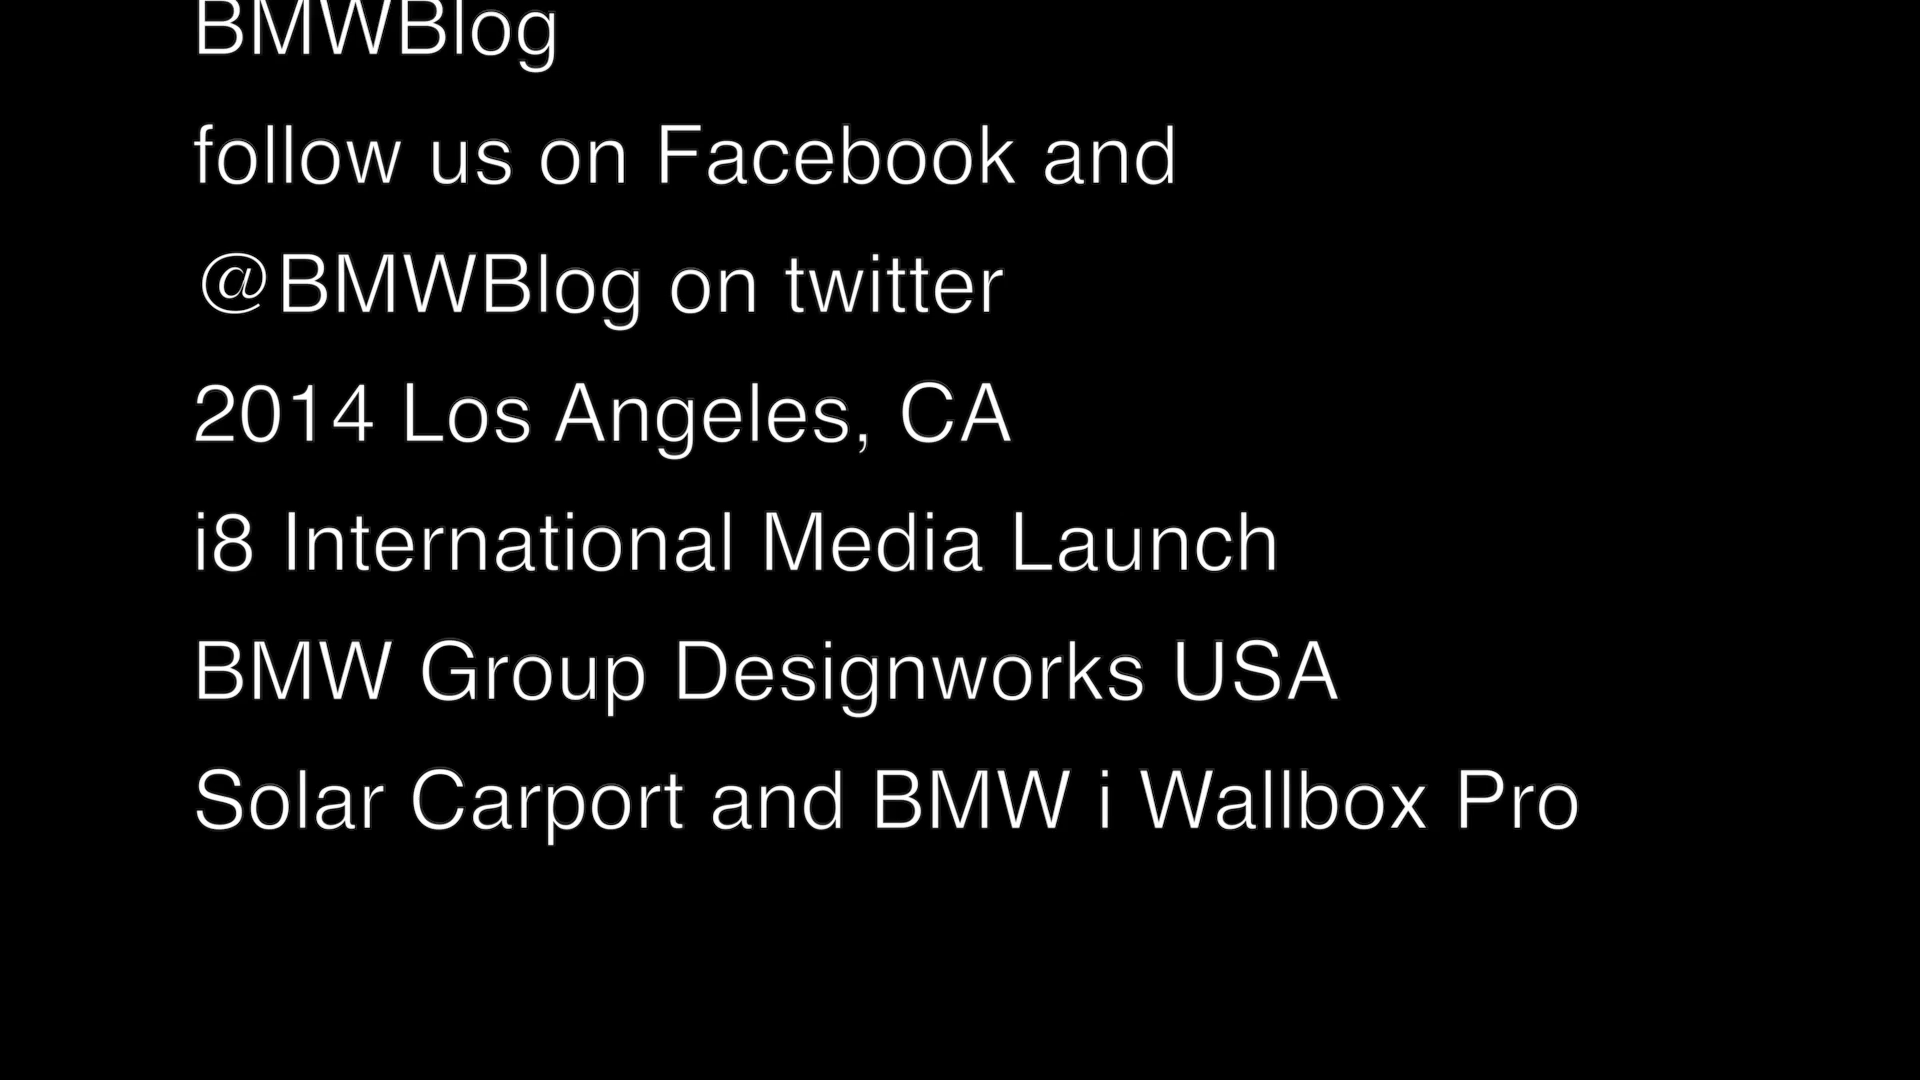 BMWBlog
follow us on Facebook and
@BMWBlog on twitter
2014 Los Angeles, CA
i8 International Media Launch
BMW Group Designworks USA
Solar Carport and BMW i Wallbox Pro